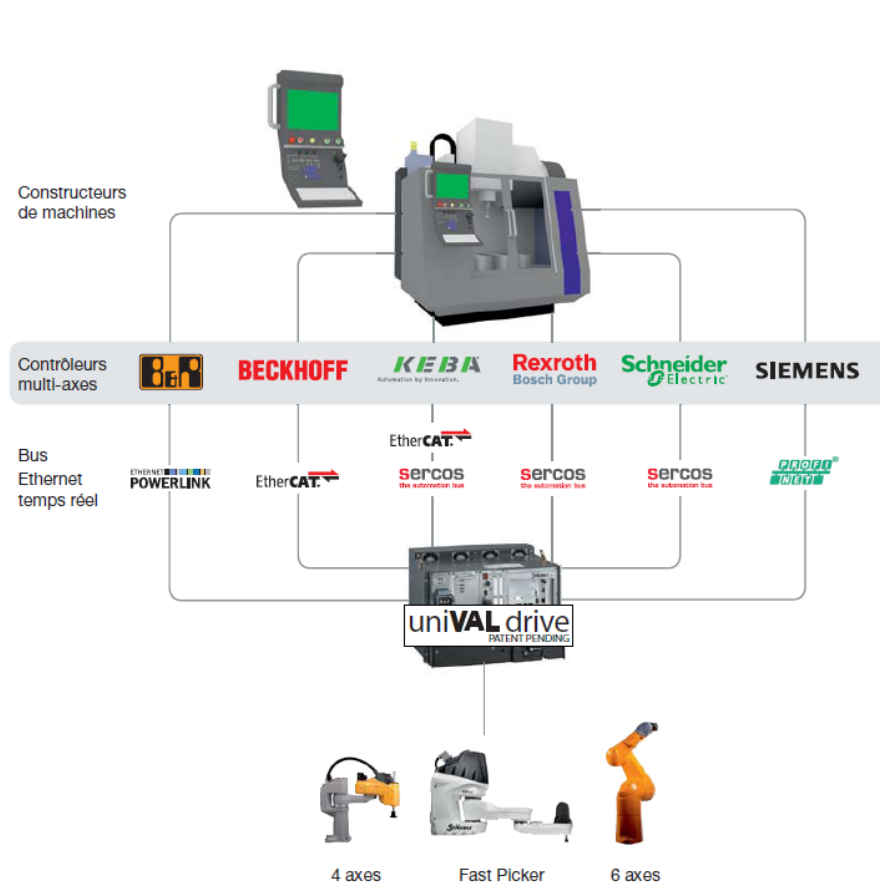 Constructeurs
de machines
Contrôleurs
multi-axes
B&R
BECKHOFF
KEBA
Automation by innovation.
Rexroth
Bosch Group
Schneider
Electric
SIEMENS
Bus
Ethernet
temps réel
ETHERNET
POWERLINK
EtherCAT.
EtherCAT.
sercos
the automation bus
sercos
the automation bus
sercos
the automation bus
PROFI
NET
®
uniVAL drive
PATENT PENDING
STÄUBLI
4 axes
Fast Picker
6 axes